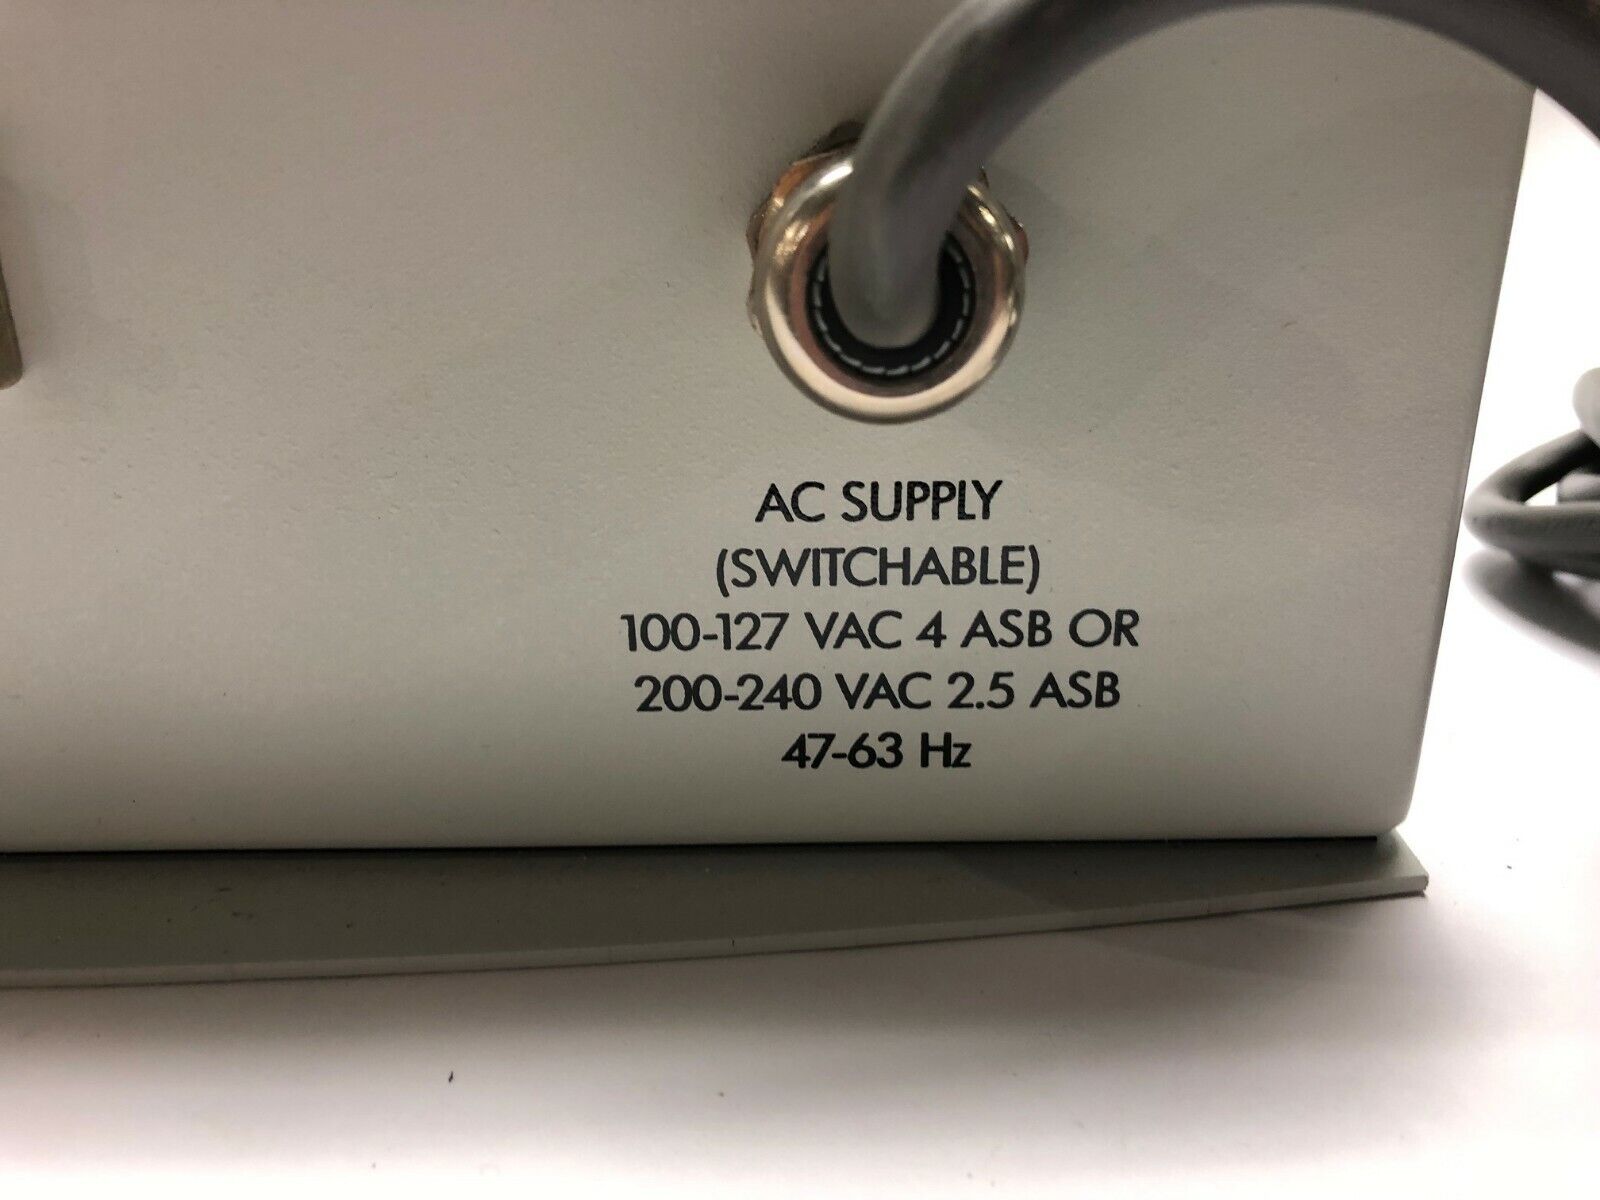 AC SUPPLY
(SWITCHABLE)
100-127 VAC 4 ASB OR
200-240 VAC 2.5 ASB
47-63 Hz